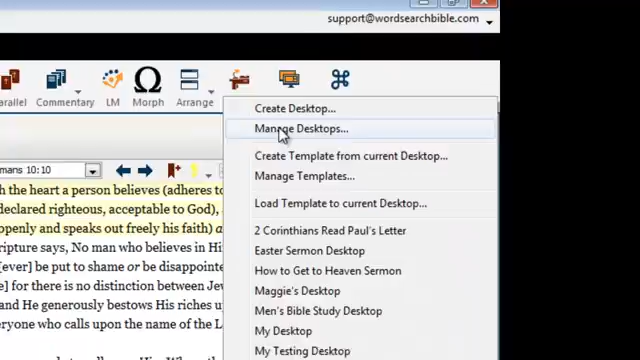 support@wordsearchbible.com
arallel Commentary LM Morph Arrange
Create Desktop...
Manage Desktops...
Create Template from current Desktop...
Manage Templates...
Load Template to current Desktop...
2 Corinthians Read Paul's Letter
Easter Sermon Desktop
How to Get to Heaven Sermon
Maggie's Desktop
Men's Bible Study Desktop
My Desktop
My Testing Desktop
mans 10:10
h the heart a person believes (adheres to
declared righteous, acceptable to God),
openly and speaks out freely his faith) a
ripture says, No man who believes in Hi
[ever] be put to shame or be disappointe
] for there is no distinction between Jew
and He generously bestows His riches up
eryone who calls upon the name of the L